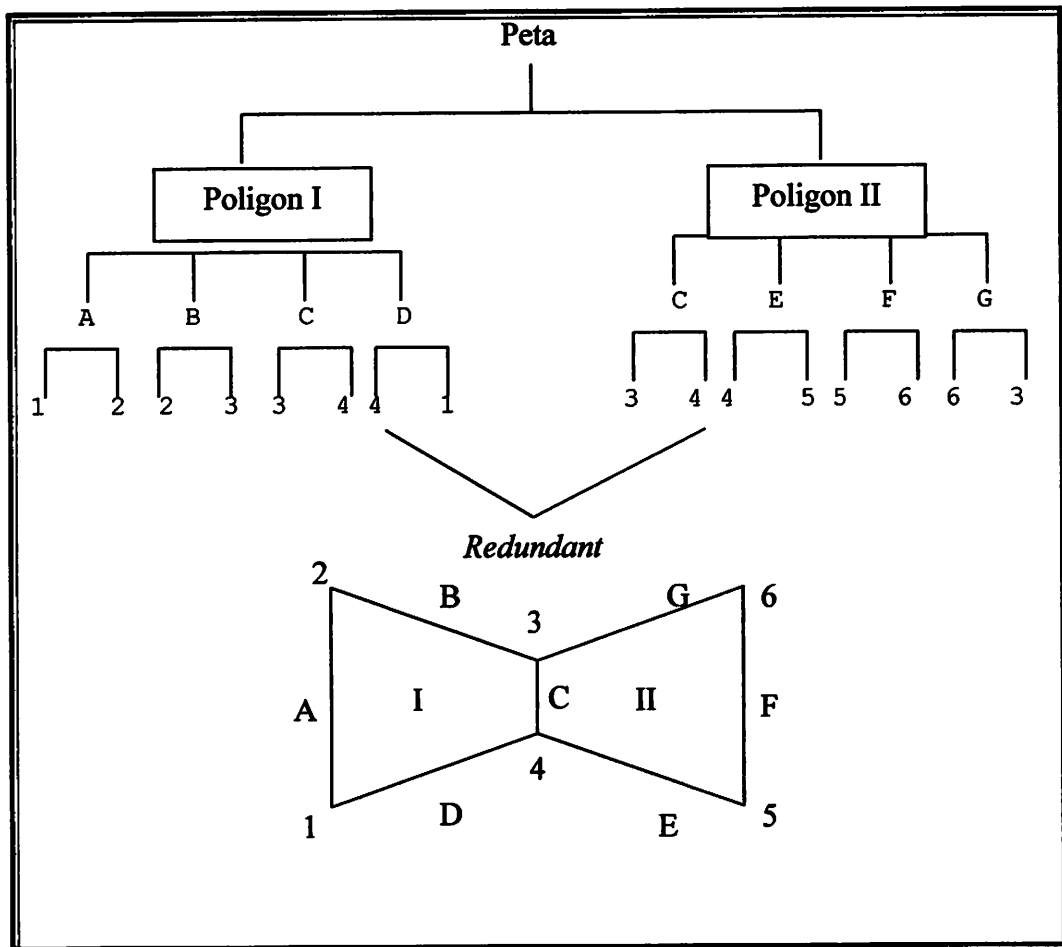 Peta
Poligon I Poligon II
A B C D C E F G
1 2 2 3 3 4 4 1 3 4 4 5 5 6 6 3
Redundant
2 B G 6
3
A I C II F
4
1 D E 5